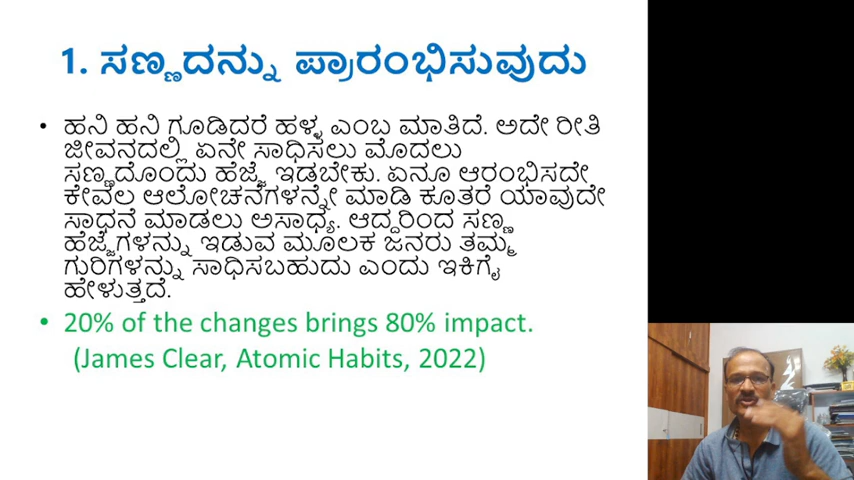 1. ಸಣ್ಣದನ್ನು ಪ್ರಾರಂಭಿಸುವುದು
• ಹನಿ ಹನಿ ಗೂಡಿದರೆ ಹಳ್ಳ ಎಂಬ ಮಾತಿದೆ. ಅದೇ ರೀತಿ
ಜೀವನದಲ್ಲಿ ಏನೇ ಸಾಧಿಸಲು ಮೊದಲು
ಸಣ್ಣದೊಂದು ಹೆಜ್ಜೆ ಇಡಬೇಕು. ಏನೂ ಆರಂಭಿಸದೇ
ಕೇವಲ ಆಲೋಚನೆಗಳನ್ನೇ ಮಾಡಿ ಕೂತರೆ ಯಾವುದೇ
ಸಾಧನೆ ಮಾಡಲು ಅಸಾಧ್ಯ. ಆದ್ದರಿಂದ ಸಣ್ಣ
ಹೆಜ್ಜೆಗಳನ್ನು ಇಡುವ ಮೂಲಕ ಜನರು ತಮ್ಮ
ಗುರಿಗಳನ್ನು ಸಾಧಿಸಬಹುದು ಎಂದು ಇಕಿಗೈ
ಹೇಳುತ್ತದೆ.
• 20% of the changes brings 80% impact.
(James Clear, Atomic Habits, 2022)